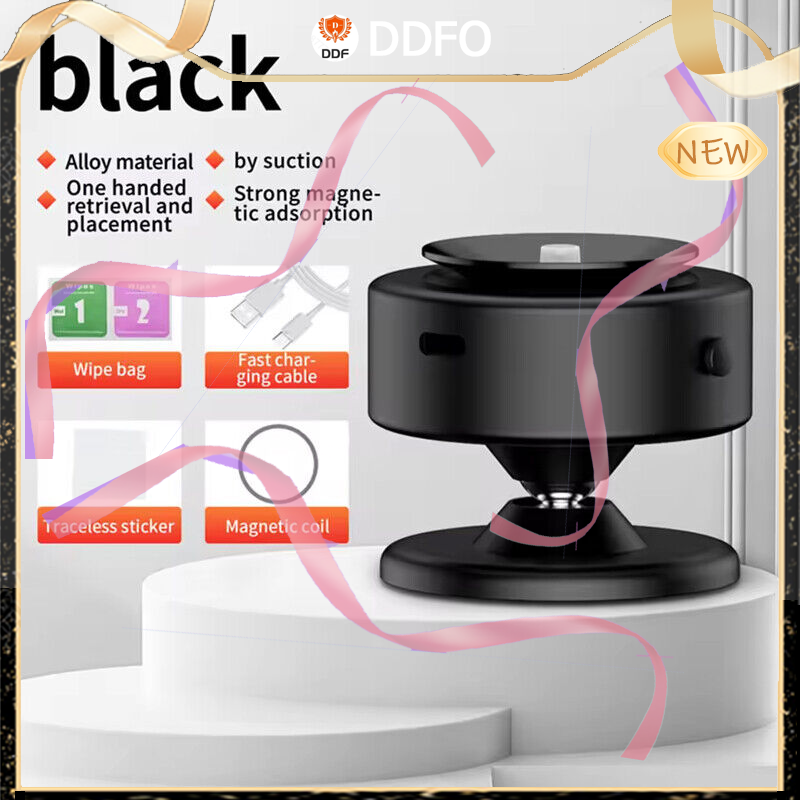 DDF
DDFO
black
NEW
Alloy material
by suction
One handed
retrieval and
placement
Strong magne-
tic adsorption
Wipes
1
Wipes
2
Wipe bag
Fast char-
ging cable
Traceless sticker
Magnetic coil